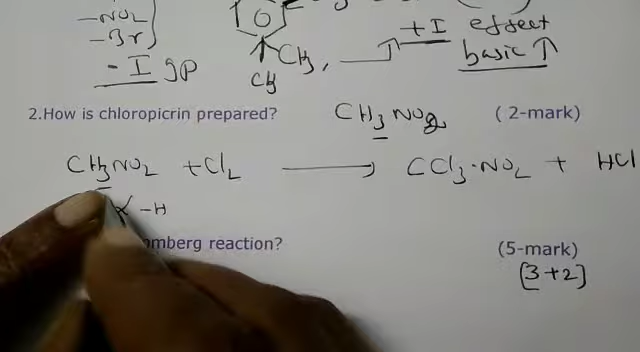 -NO2
-Br
+I effect
- I gp
CH3, basic ↑
CH
2.How is chloropicrin prepared? CH3NO2 ( 2-mark)
CH3NO2 + Cl2 ⟶ CCl3·NO2 + HCl
α -H
omberg reaction? (5-mark)
[3+2]